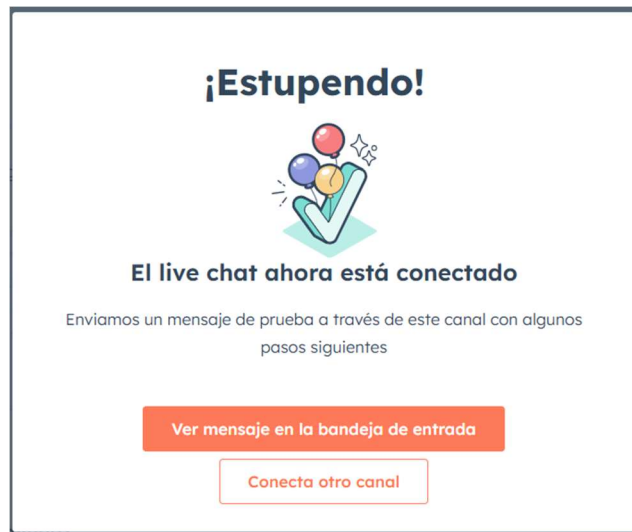 ¡Estupendo!
El live chat ahora está conectado
Enviamos un mensaje de prueba a través de este canal con algunos
pasos siguientes
Ver mensaje en la bandeja de entrada
Conecta otro canal